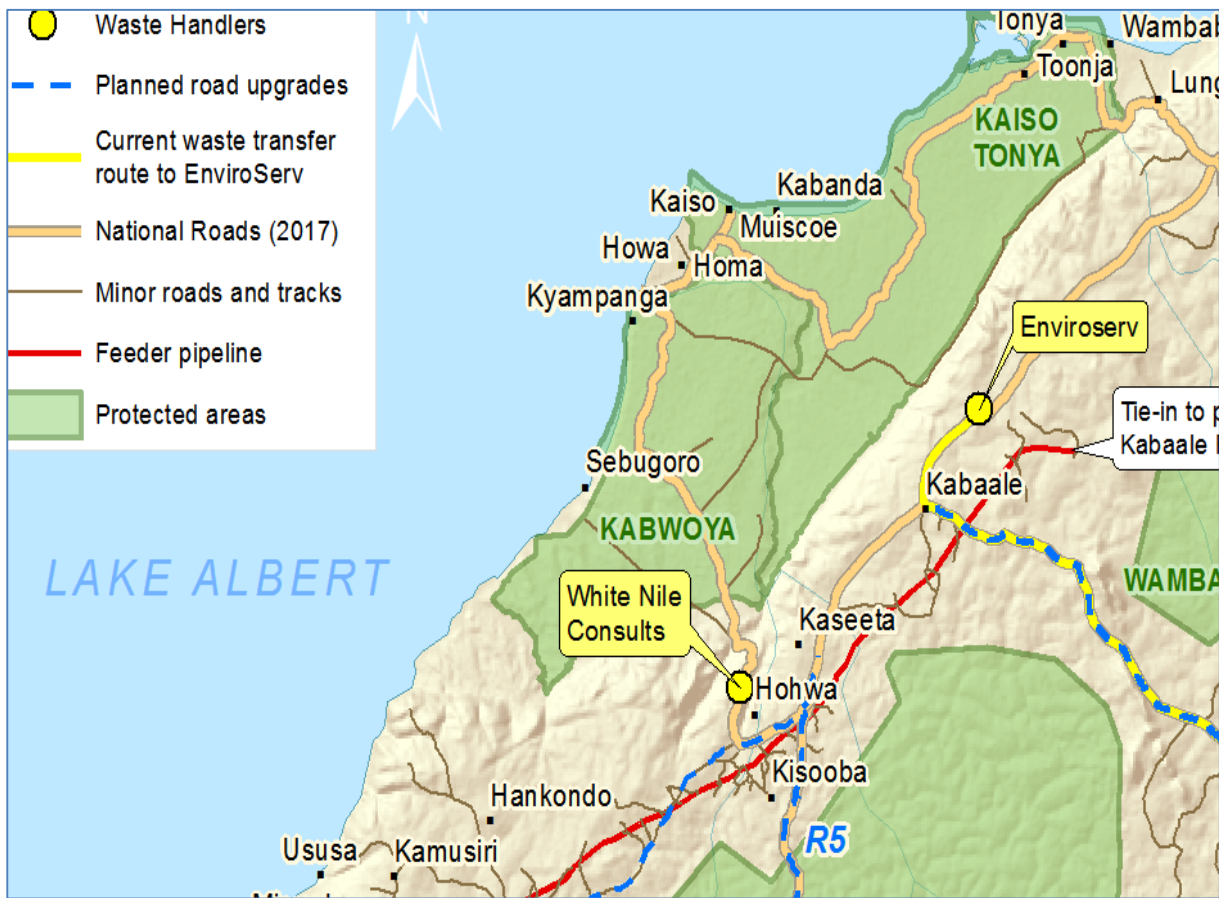 Waste Handlers
Planned road upgrades
Current waste transfer
route to EnviroServ
National Roads (2017)
Minor roads and tracks
Feeder pipeline
Protected areas
N
Tonya
Wambab
Toonja
Lung
KAISO
TONYA
Kabanda
Kaiso
Muiscoe
Howa
Homa
Kyampanga
Enviroserv
Tie-in to p
Kabaale
Sebugoro
Kabaale
KABWOYA
LAKE ALBERT
WAMBA
White Nile
Consults
Kaseeta
Hohwa
Kisooba
Hankondo
R5
Ususa
Kamusiri